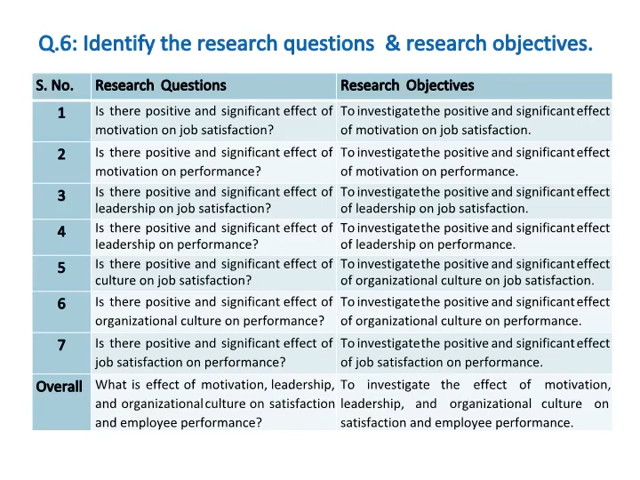 Q.6: Identify the research questions & research objectives.
S. No. Research Questions Research Objectives
1 Is there positive and significant effect of To investigate the positive and significant effect
motivation on job satisfaction? of motivation on job satisfaction.
2 Is there positive and significant effect of To investigate the positive and significant effect
motivation on performance? of motivation on performance.
3 Is there positive and significant effect of To investigate the positive and significant effect
leadership on job satisfaction? of leadership on job satisfaction.
4 Is there positive and significant effect of To investigate the positive and significant effect
leadership on performance? of leadership on performance.
5 Is there positive and significant effect of To investigate the positive and significant effect
culture on job satisfaction? of organizational culture on job satisfaction.
6 Is there positive and significant effect of To investigate the positive and significant effect
organizational culture on performance? of organizational culture on performance.
7 Is there positive and significant effect of To investigate the positive and significant effect
job satisfaction on performance? of job satisfaction on performance.
Overall What is effect of motivation, leadership, To investigate the effect of motivation,
and organizational culture on satisfaction leadership, and organizational culture on
and employee performance? satisfaction and employee performance.